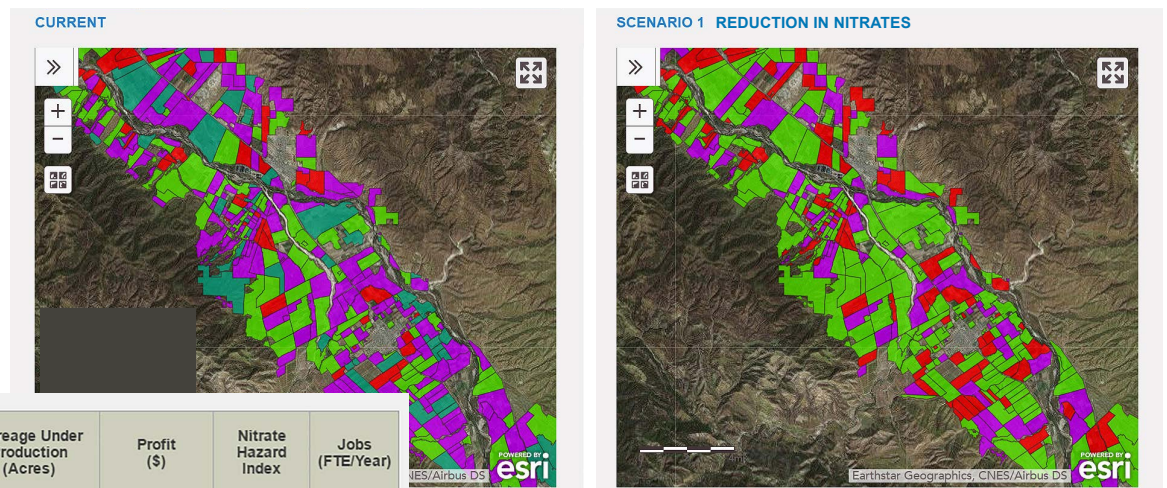 CURRENT
SCENARIO 1 REDUCTION IN NITRATES
reage Under
roduction
(Acres)
Profit
($)
Nitrate
Hazard
Index
Jobs
(FTE/Year)
NES/Airbus DS
POWERED BY
esri
Earthstar Geographics, CNES/Airbus DS
POWERED BY
esri